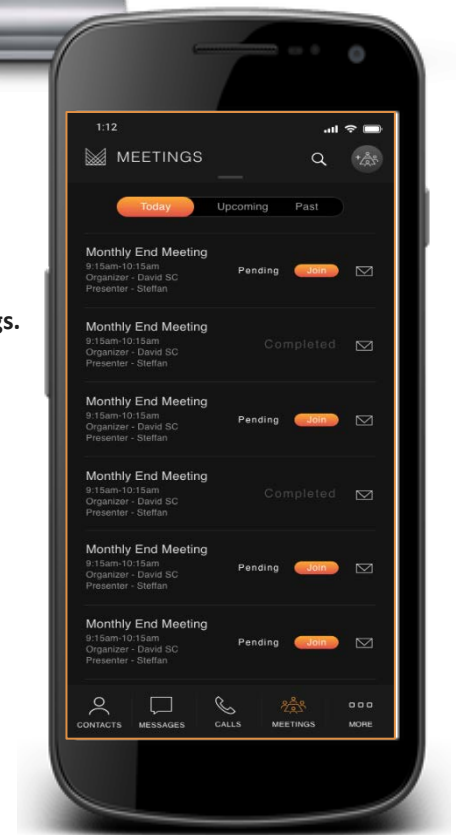 gs.
1:12
MEETINGS
Today Upcoming Past
Monthly End Meeting
9:15am-10:15am
Organizer - David SC
Presenter - Steffan
Pending Join
Monthly End Meeting
9:15am-10:15am
Organizer - David SC
Presenter - Steffan
Completed
Monthly End Meeting
9:15am-10:15am
Organizer - David SC
Presenter - Steffan
Pending Join
Monthly End Meeting
9:15am-10:15am
Organizer - David SC
Presenter - Steffan
Completed
Monthly End Meeting
9:15am-10:15am
Organizer - David SC
Presenter - Steffan
Pending Join
Monthly End Meeting
9:15am-10:15am
Organizer - David SC
Presenter - Steffan
Pending Join
CONTACTS MESSAGES CALLS MEETINGS MORE